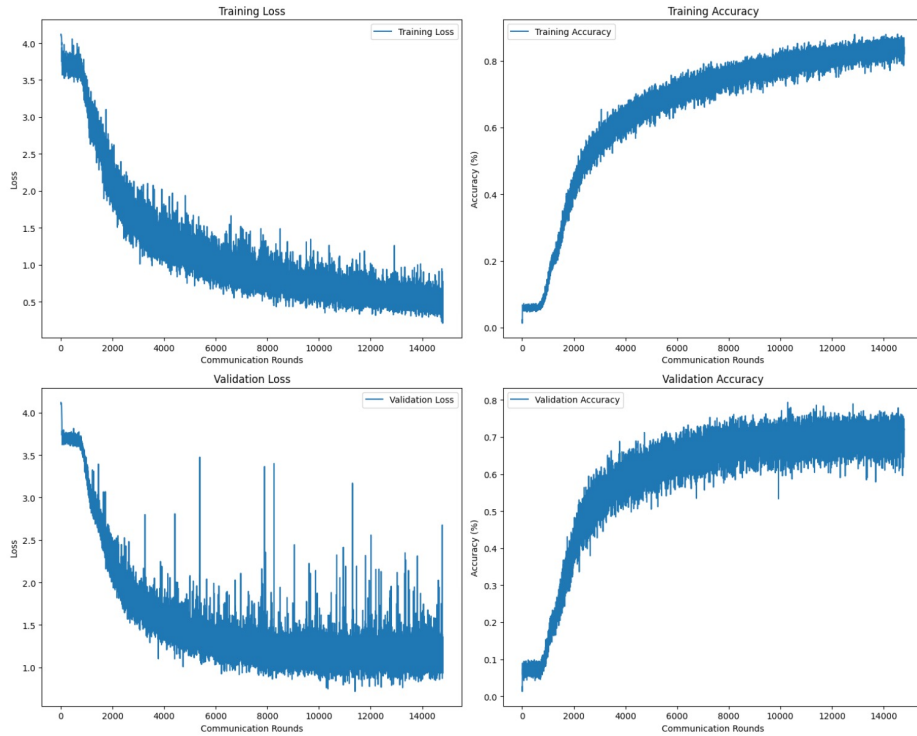 Training Loss
Training Loss
4.0
3.5
3.0
2.5
2.0
1.5
1.0
0.5
Loss
0 2000 4000 6000 8000 10000 12000 14000
Communication Rounds
Training Accuracy
Training Accuracy
0.8
0.6
0.4
0.2
0.0
Accuracy (%)
0 2000 4000 6000 8000 10000 12000 14000
Communication Rounds
Validation Loss
Validation Loss
4.0
3.5
3.0
2.5
2.0
1.5
1.0
Loss
0 2000 4000 6000 8000 10000 12000 14000
Communication Rounds
Validation Accuracy
Validation Accuracy
0.8
0.7
0.6
0.5
0.4
0.3
0.2
0.1
0.0
Accuracy (%)
0 2000 4000 6000 8000 10000 12000 14000
Communication Rounds